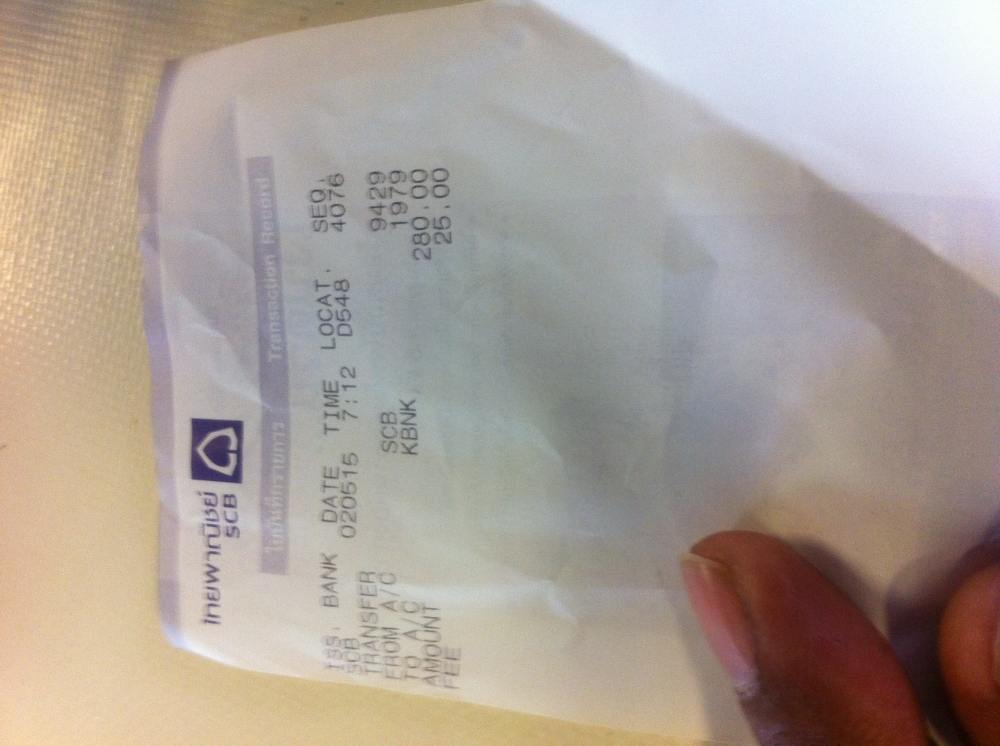 ไทยพาณิชย์
SCB
ใบบันทึกรายการ Transaction Record
ISS. BANK DATE TIME LOCAT. SEQ.
SCB 020515 7:12 D548 4076
TRANSFER
FROM A/C SCB 9429
TO A/C KBNK 1979
AMOUNT 280.00
FEE 25.00